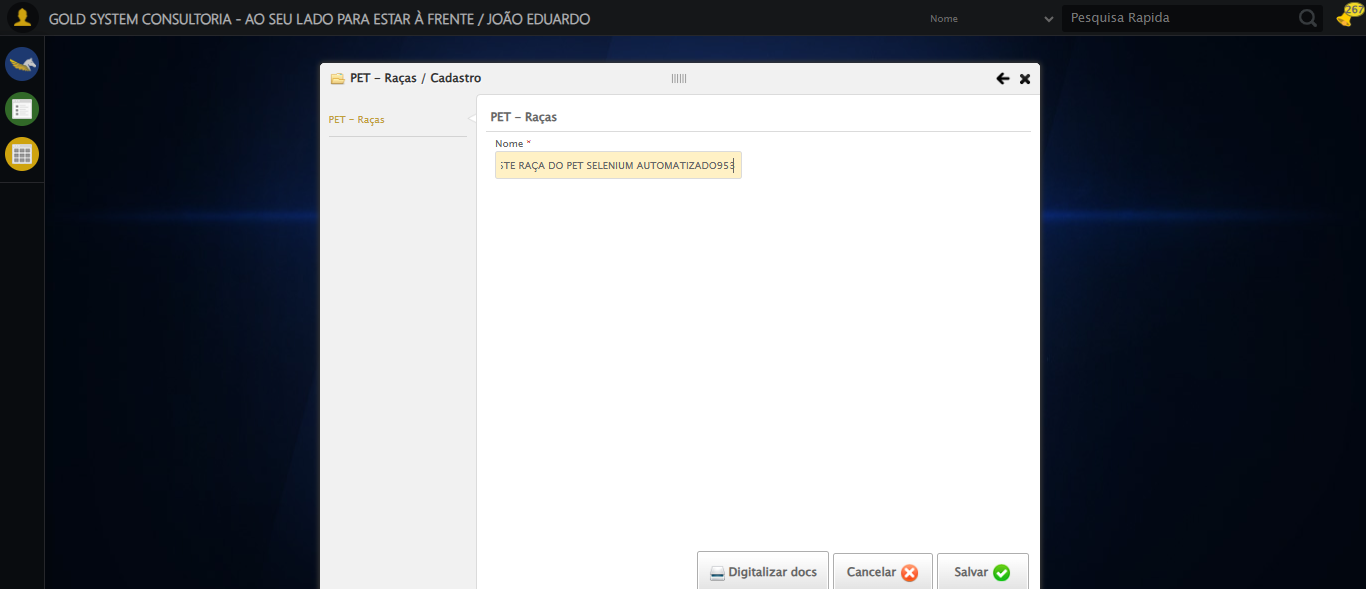 GOLD SYSTEM CONSULTORIA - AO SEU LADO PARA ESTAR À FRENTE / JOÃO EDUARDO
Nome
Pesquisa Rapida
267
PET - Raças / Cadastro
PET - Raças
PET - Raças
Nome *
STE RAÇA DO PET SELENIUM AUTOMATIZADO953
Digitalizar docs
Cancelar
Salvar